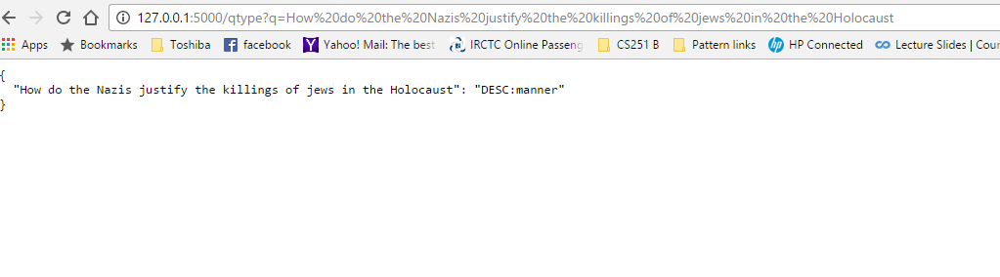 127.0.0.1:5000/qtype?q=How%20do%20the%20Nazis%20justify%20the%20killings%20of%20jews%20in%20the%20Holocaust
Apps Bookmarks Toshiba facebook Yahoo! Mail: The best IRCTC Online Passeng CS251 B Pattern links HP Connected Lecture Slides | Cour
{
"How do the Nazis justify the killings of jews in the Holocaust": "DESC:manner"
}